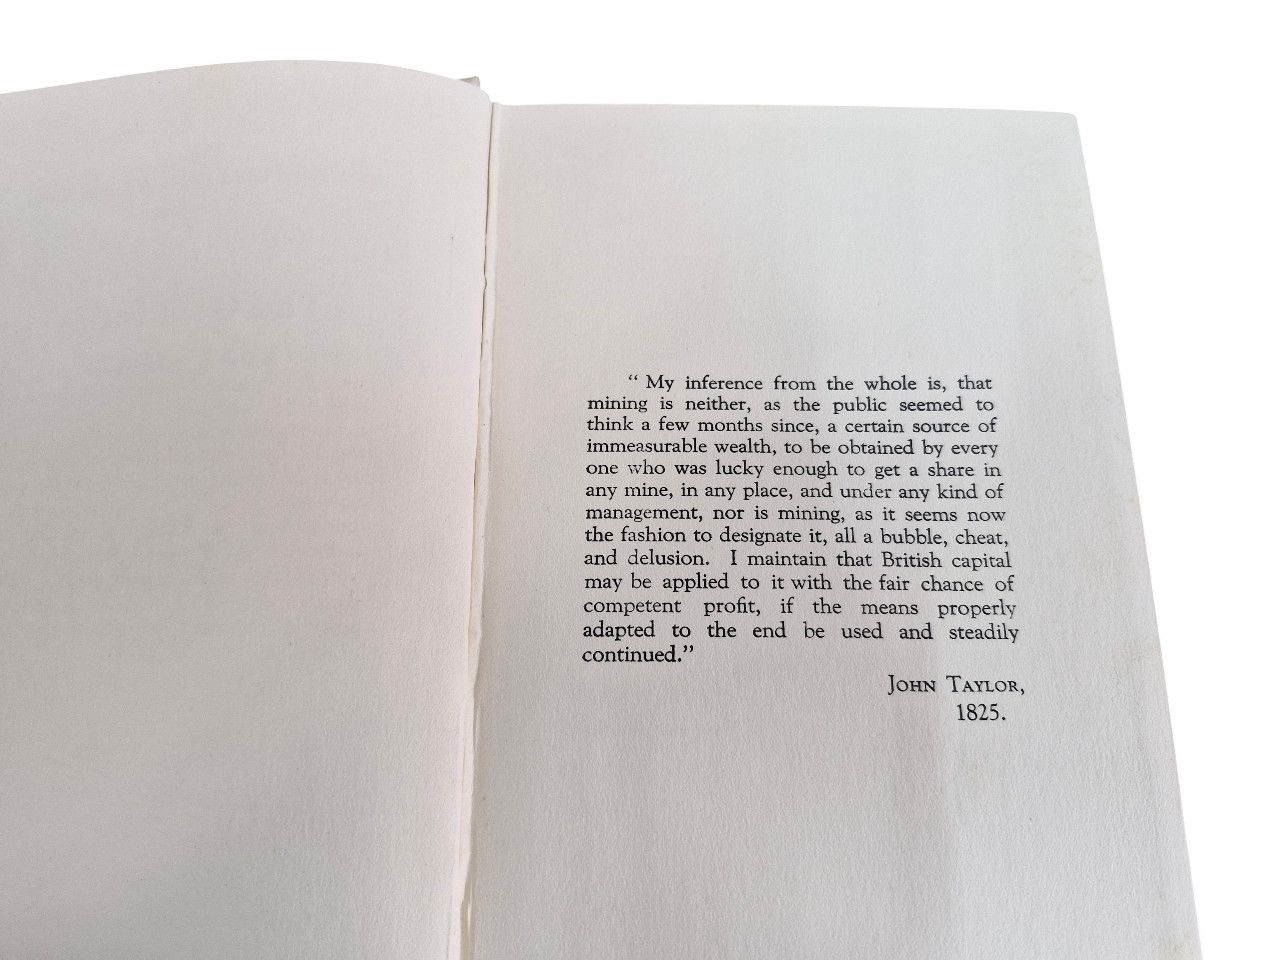 “ My inference from the whole is, that
mining is neither, as the public seemed to
think a few months since, a certain source of
immeasurable wealth, to be obtained by every
one who was lucky enough to get a share in
any mine, in any place, and under any kind of
management, nor is mining, as it seems now
the fashion to designate it, all a bubble, cheat,
and delusion. I maintain that British capital
may be applied to it with the fair chance of
competent profit, if the means properly
adapted to the end be used and steadily
continued.”
John Taylor,
1825.